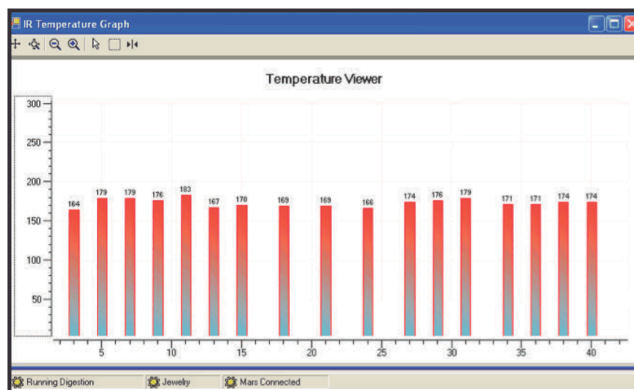 IR Temperature Graph
Temperature Viewer
300
250
200
150
100
50
164 179 179 176 183 167 170 169 169 166 174 176 179 171 171 174 174
5 10 15 20 25 30 35 40
Running Digestion Jewelry Mars Connected